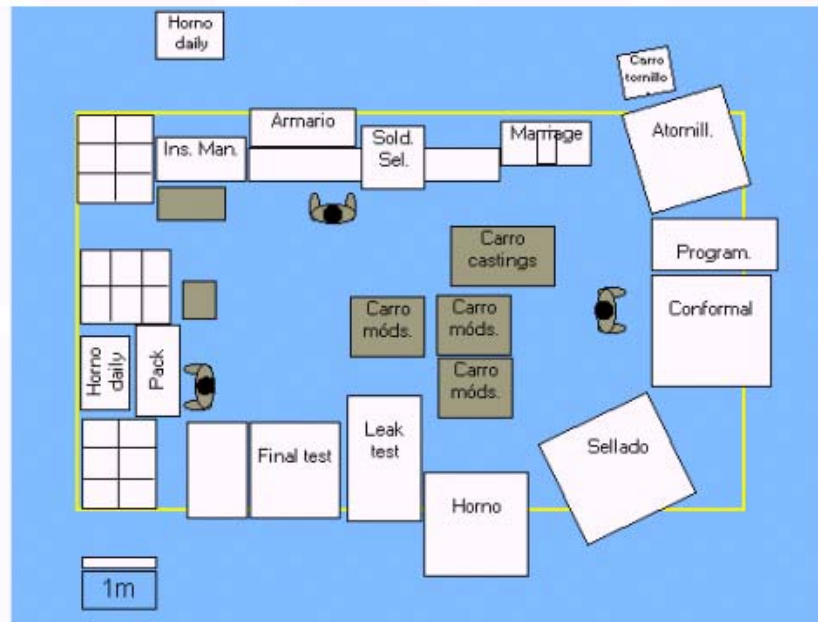 Horno
daily
Carro
tornillo
Armario
Ins. Man.
Sold.
Sel.
Marriage
Atornill.
Carro
castings
Program.
Conformal
Carro
móds.
Carro
móds.
Carro
móds.
Horno
daily
Pack
Final test
Leak
test
Horno
Sellado
1m